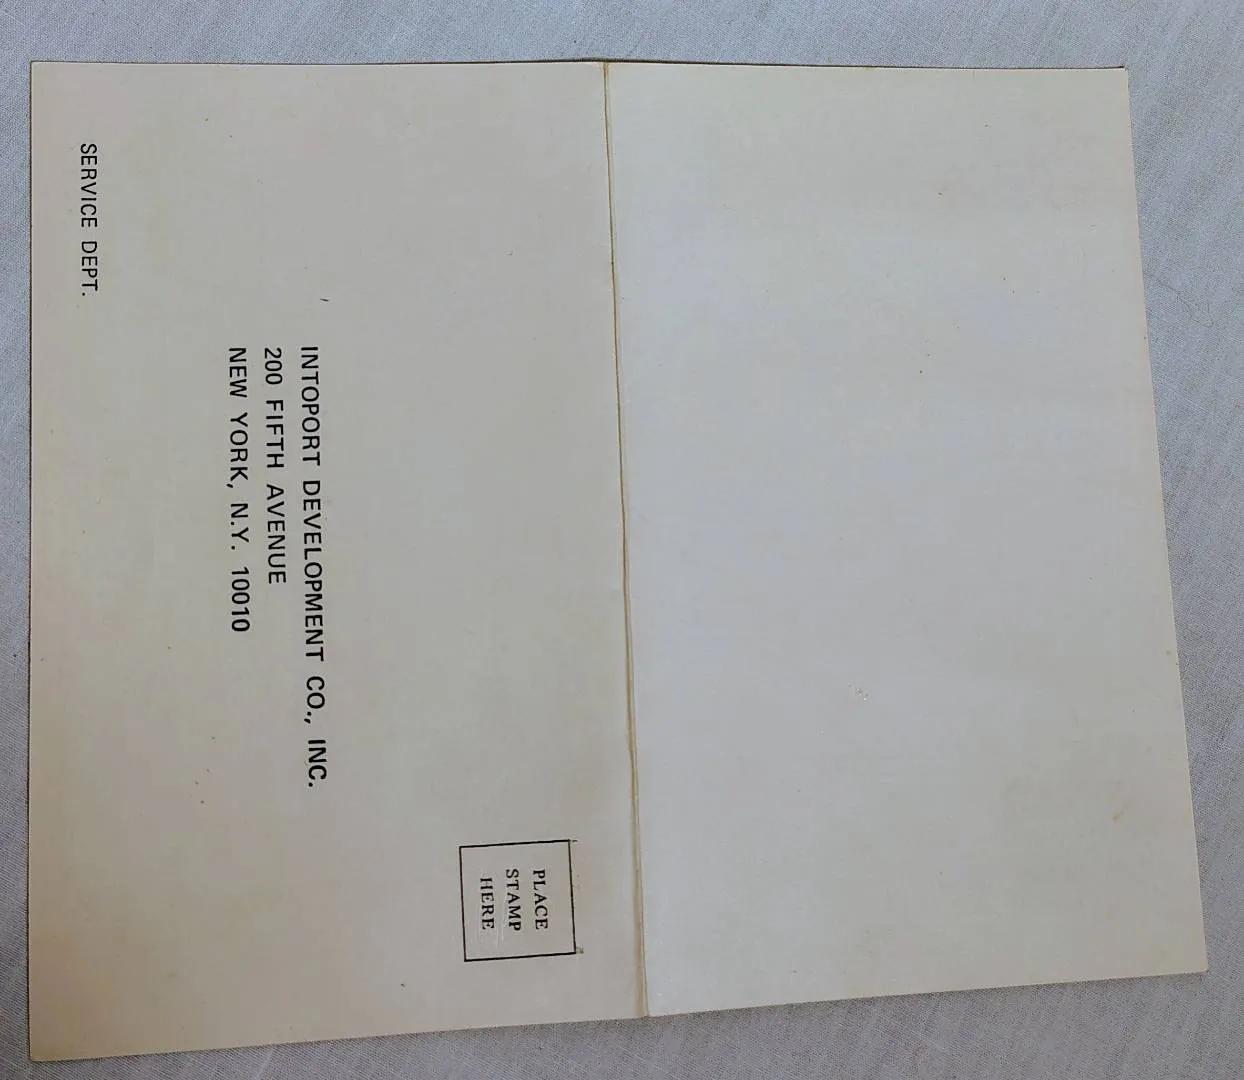 PLACE
STAMP
HERE
INTOPORT DEVELOPMENT CO., INC.
200 FIFTH AVENUE
NEW YORK, N.Y. 10010
SERVICE DEPT.